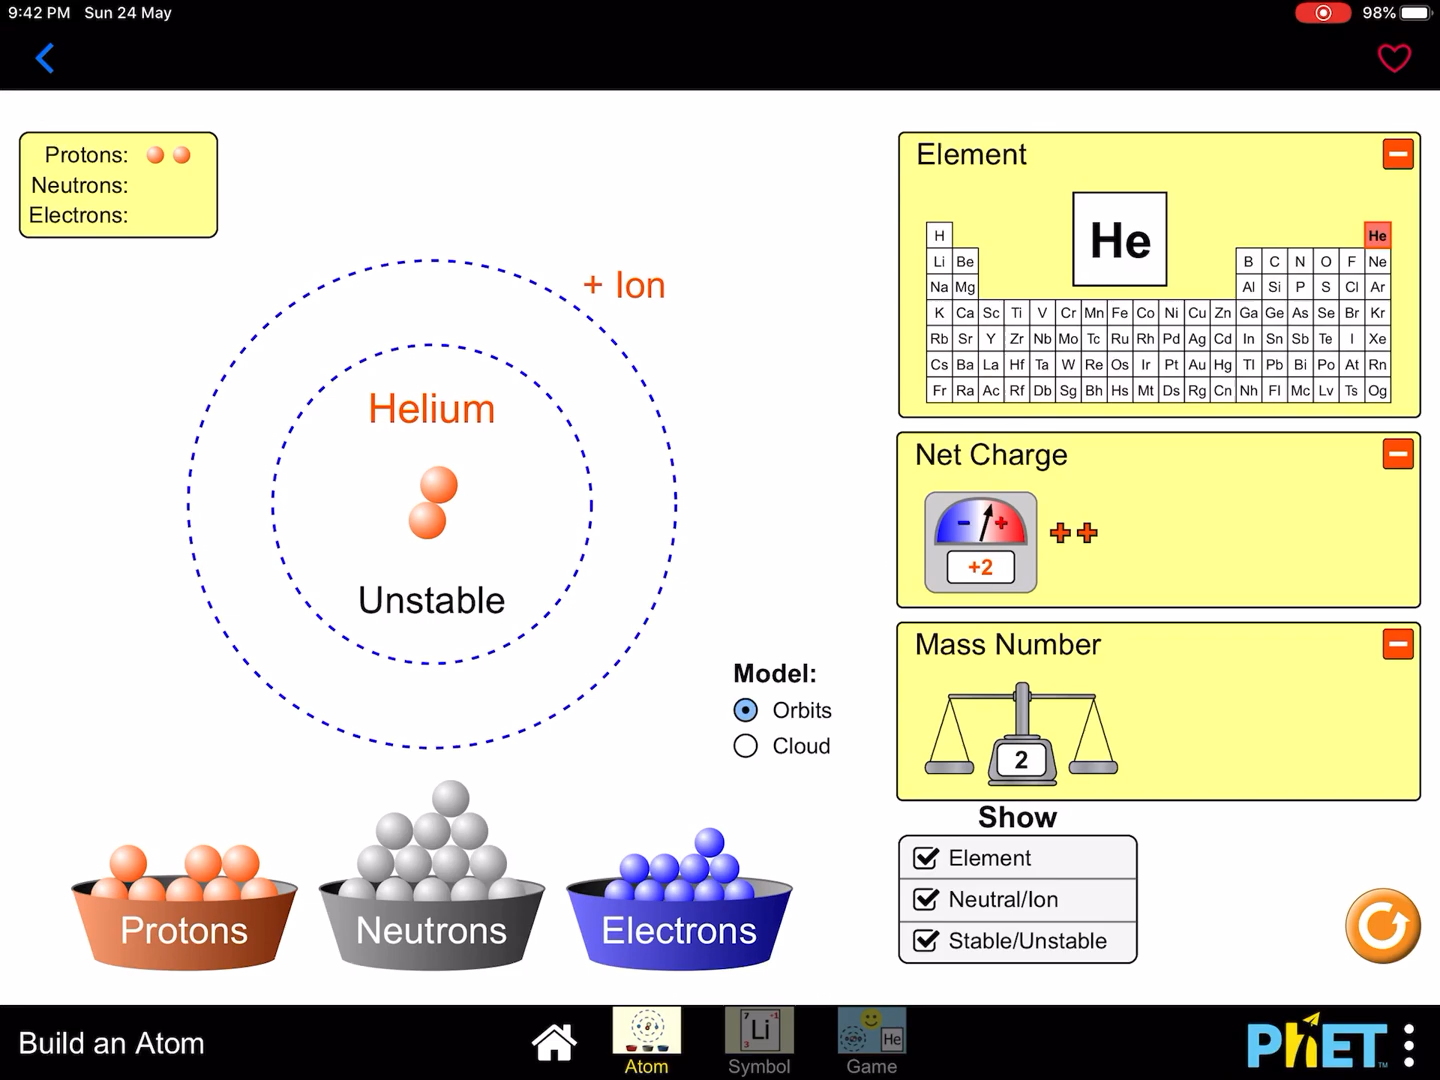 9:42 PM Sun 24 May
98%
Protons:
Neutrons:
Electrons:
+ Ion
Helium
Unstable
Model:
Orbits
Cloud
Protons
Neutrons
Electrons
Element
He
H He
Li Be B C N O F Ne
Na Mg Al Si P S Cl Ar
K Ca Sc Ti V Cr Mn Fe Co Ni Cu Zn Ga Ge As Se Br Kr
Rb Sr Y Zr Nb Mo Tc Ru Rh Pd Ag Cd In Sn Sb Te I Xe
Cs Ba La Hf Ta W Re Os Ir Pt Au Hg Tl Pb Bi Po At Rn
Fr Ra Ac Rf Db Sg Bh Hs Mt Ds Rg Cn Nh Fl Mc Lv Ts Og
Net Charge
- +
+2
++
Mass Number
2
Show
Element
Neutral/Ion
Stable/Unstable
Build an Atom
Atom
7 -1
Li
3
Symbol
He
Game
PhET
TM